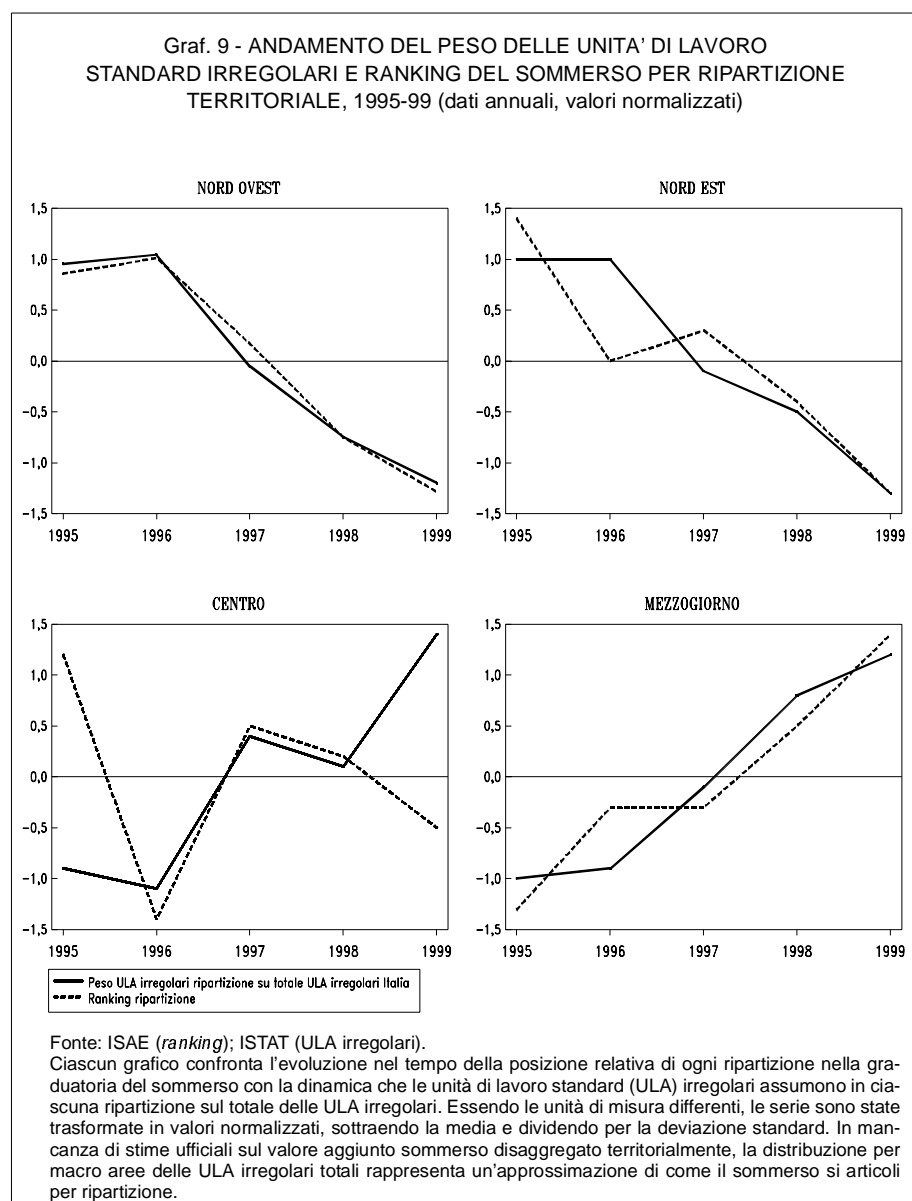 Graf. 9 - ANDAMENTO DEL PESO DELLE UNITA' DI LAVORO
STANDARD IRREGOLARI E RANKING DEL SOMMERSO PER RIPARTIZIONE
TERRITORIALE, 1995-99 (dati annuali, valori normalizzati)
NORD OVEST
1,5
1,0
0,5
0,0
−0,5
−1,0
−1,5
1995 1996 1997 1998 1999
NORD EST
1,5
1,0
0,5
0,0
−0,5
−1,0
−1,5
1995 1996 1997 1998 1999
CENTRO
1,5
1,0
0,5
0,0
−0,5
−1,0
−1,5
1995 1996 1997 1998 1999
MEZZOGIORNO
1,5
1,0
0,5
0,0
−0,5
−1,0
−1,5
1995 1996 1997 1998 1999
Peso ULA irregolari ripartizione su totale ULA irregolari Italia
Ranking ripartizione
Fonte: ISAE (ranking); ISTAT (ULA irregolari).
Ciascun grafico confronta l'evoluzione nel tempo della posizione relativa di ogni ripartizione nella gra-
duatoria del sommerso con la dinamica che le unità di lavoro standard (ULA) irregolari assumono in cia-
scuna ripartizione sul totale delle ULA irregolari. Essendo le unità di misura differenti, le serie sono state
trasformate in valori normalizzati, sottraendo la media e dividendo per la deviazione standard. In man-
canza di stime ufficiali sul valore aggiunto sommerso disaggregato territorialmente, la distribuzione per
macro aree delle ULA irregolari totali rappresenta un'approssimazione di come il sommerso si articoli
per ripartizione.